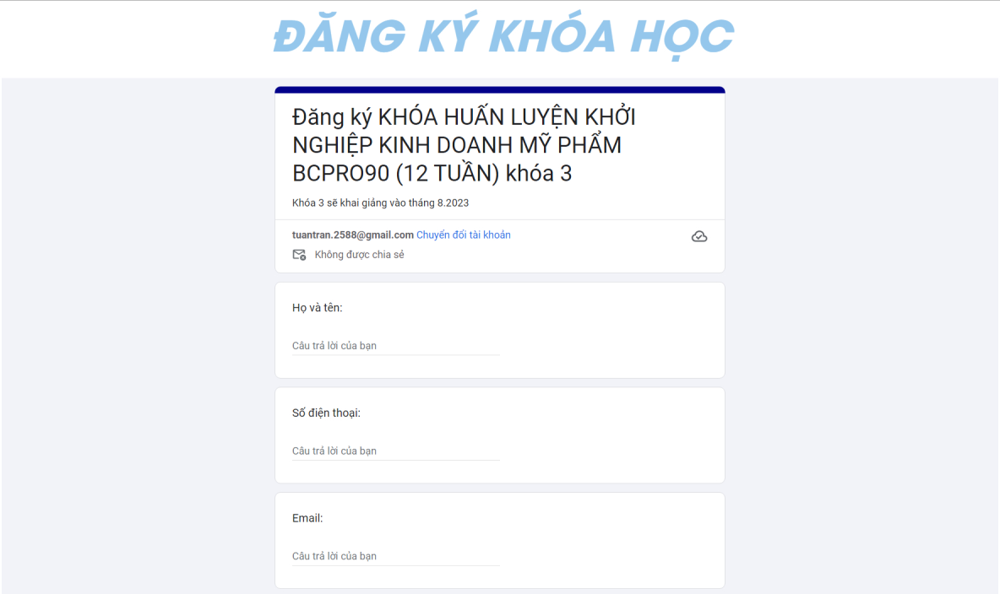 ĐĂNG KÝ KHÓA HỌC
Đăng ký KHÓA HUẤN LUYỆN KHỞI
NGHIỆP KINH DOANH MỸ PHẨM
BCPRO90 (12 TUẦN) khóa 3
Khóa 3 sẽ khai giảng vào tháng 8.2023
tuantran.2588@gmail.com Chuyển đổi tài khoản
Không được chia sẻ
Họ và tên:
Câu trả lời của bạn
Số điện thoại:
Câu trả lời của bạn
Email:
Câu trả lời của bạn